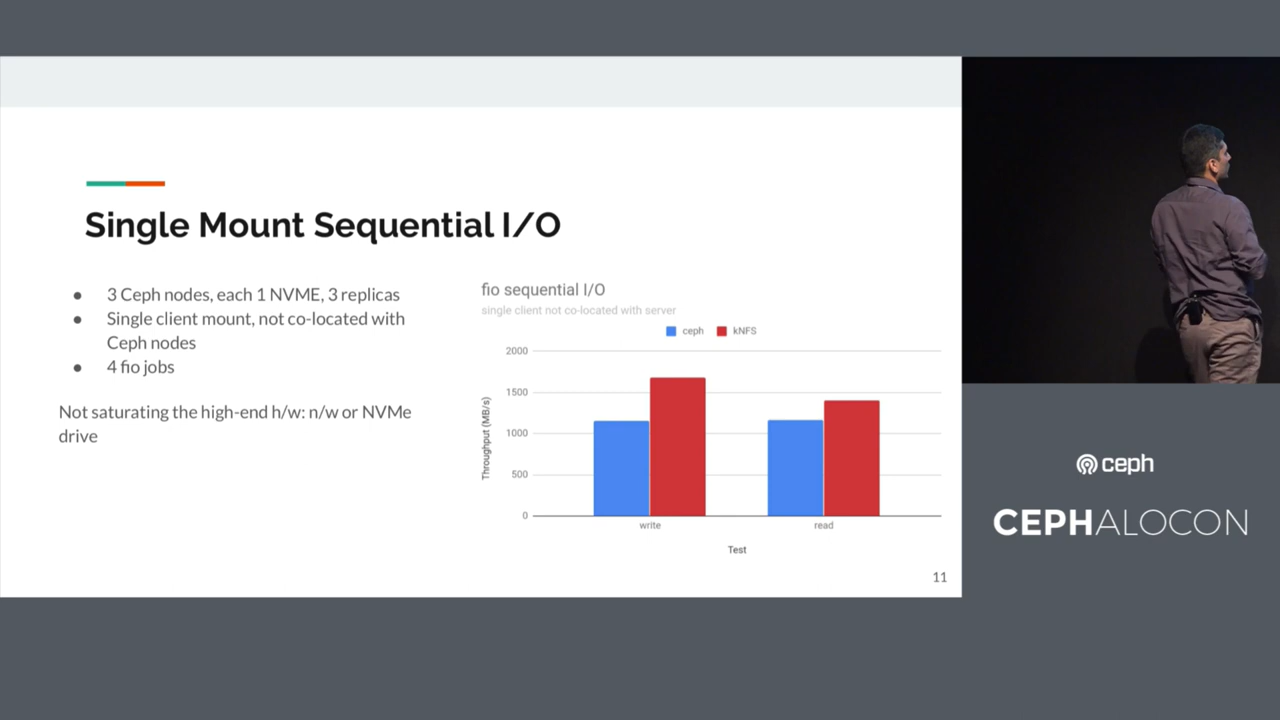 Single Mount Sequential I/O
● 3 Ceph nodes, each 1 NVME, 3 replicas
● Single client mount, not co-located with
Ceph nodes
● 4 fio jobs
Not saturating the high-end h/w: n/w or NVMe
drive
fio sequential I/O
single client not co-located with server
ceph kNFS
Throughput (MB/s)
2000
1500
1000
500
0
write read
Test
11
ceph
CEPHALOCON